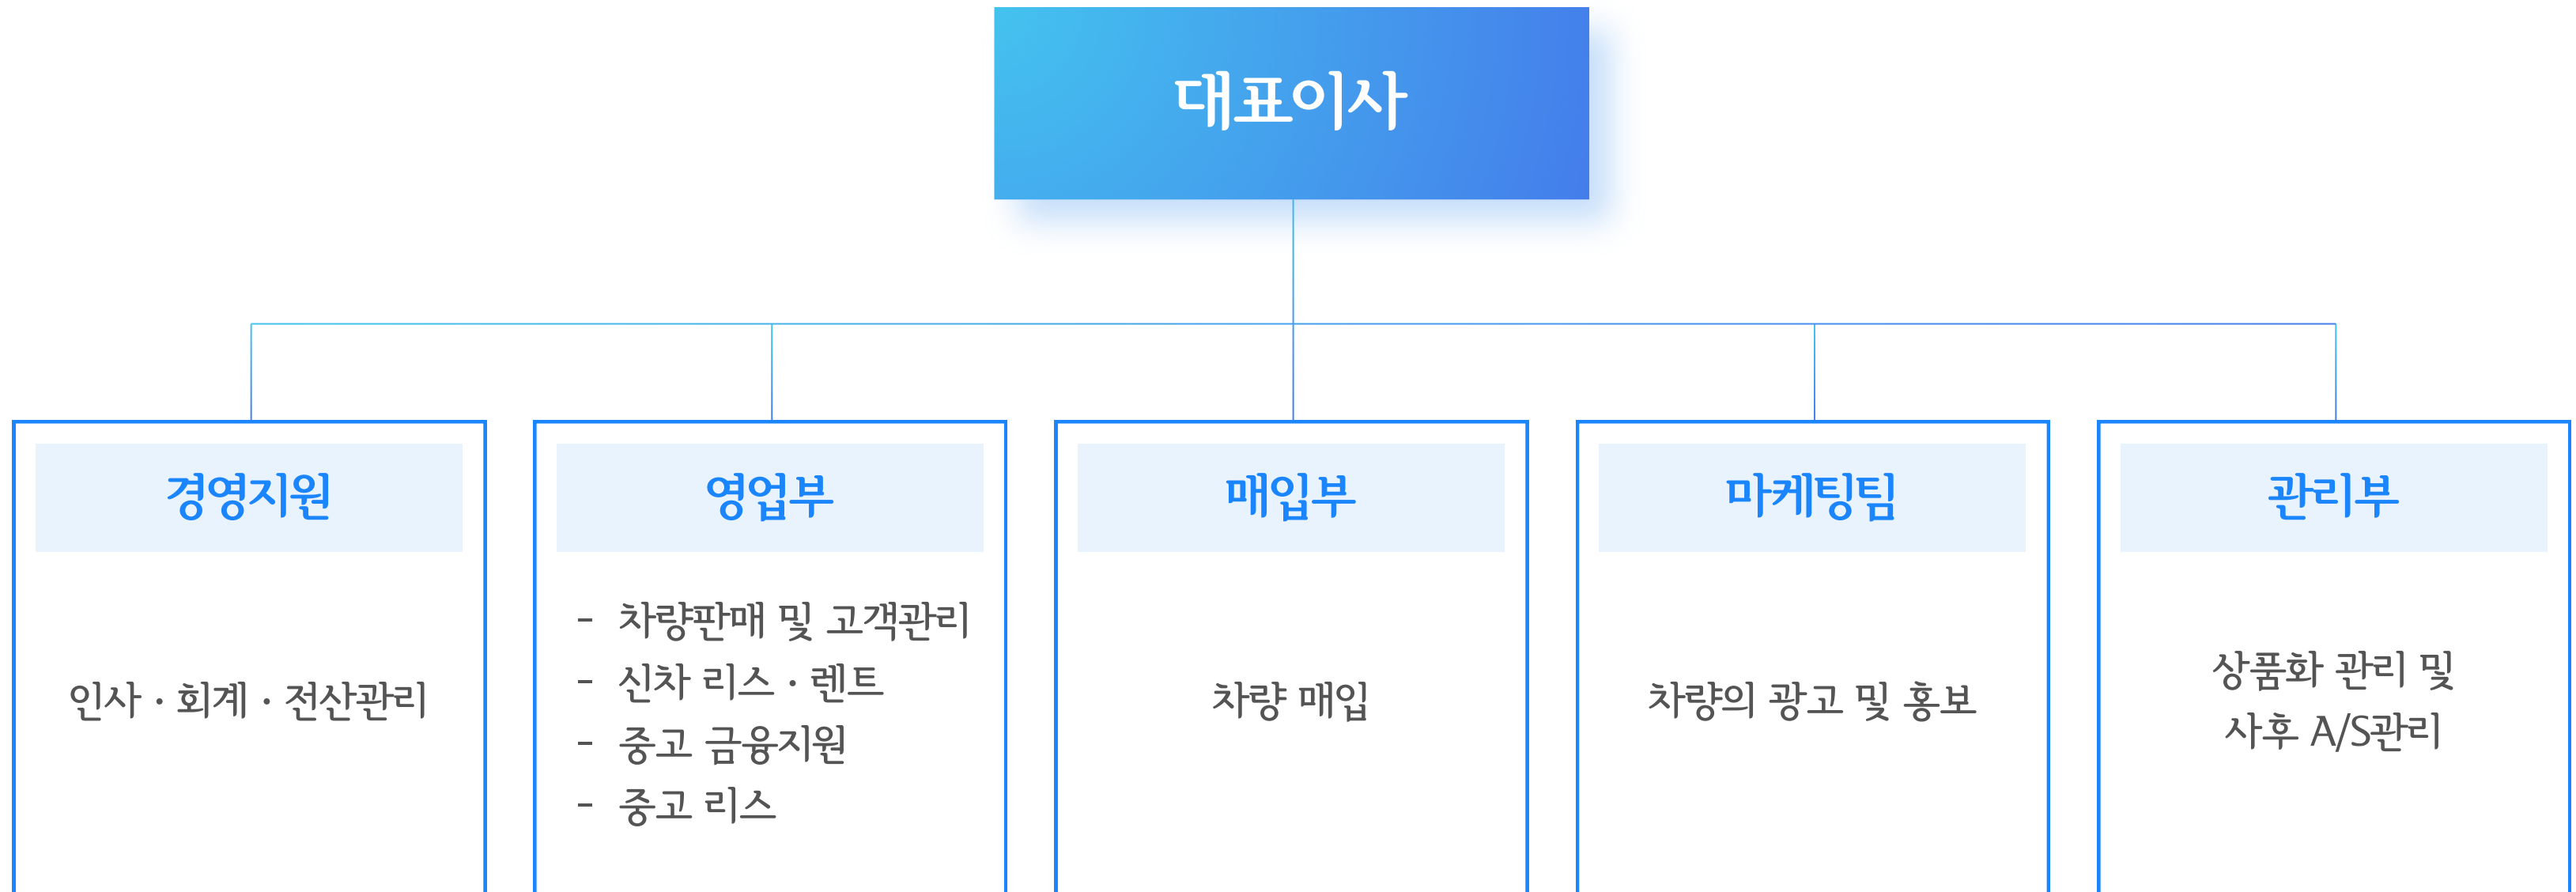 대표이사
경영지원
인사 · 회계 · 전산관리
영업부
- 차량판매 및 고객관리
- 신차 리스 · 렌트
- 중고 금융지원
- 중고 리스
매입부
차량 매입
마케팅팀
차량의 광고 및 홍보
관리부
상품화 관리 및
사후 A/S관리